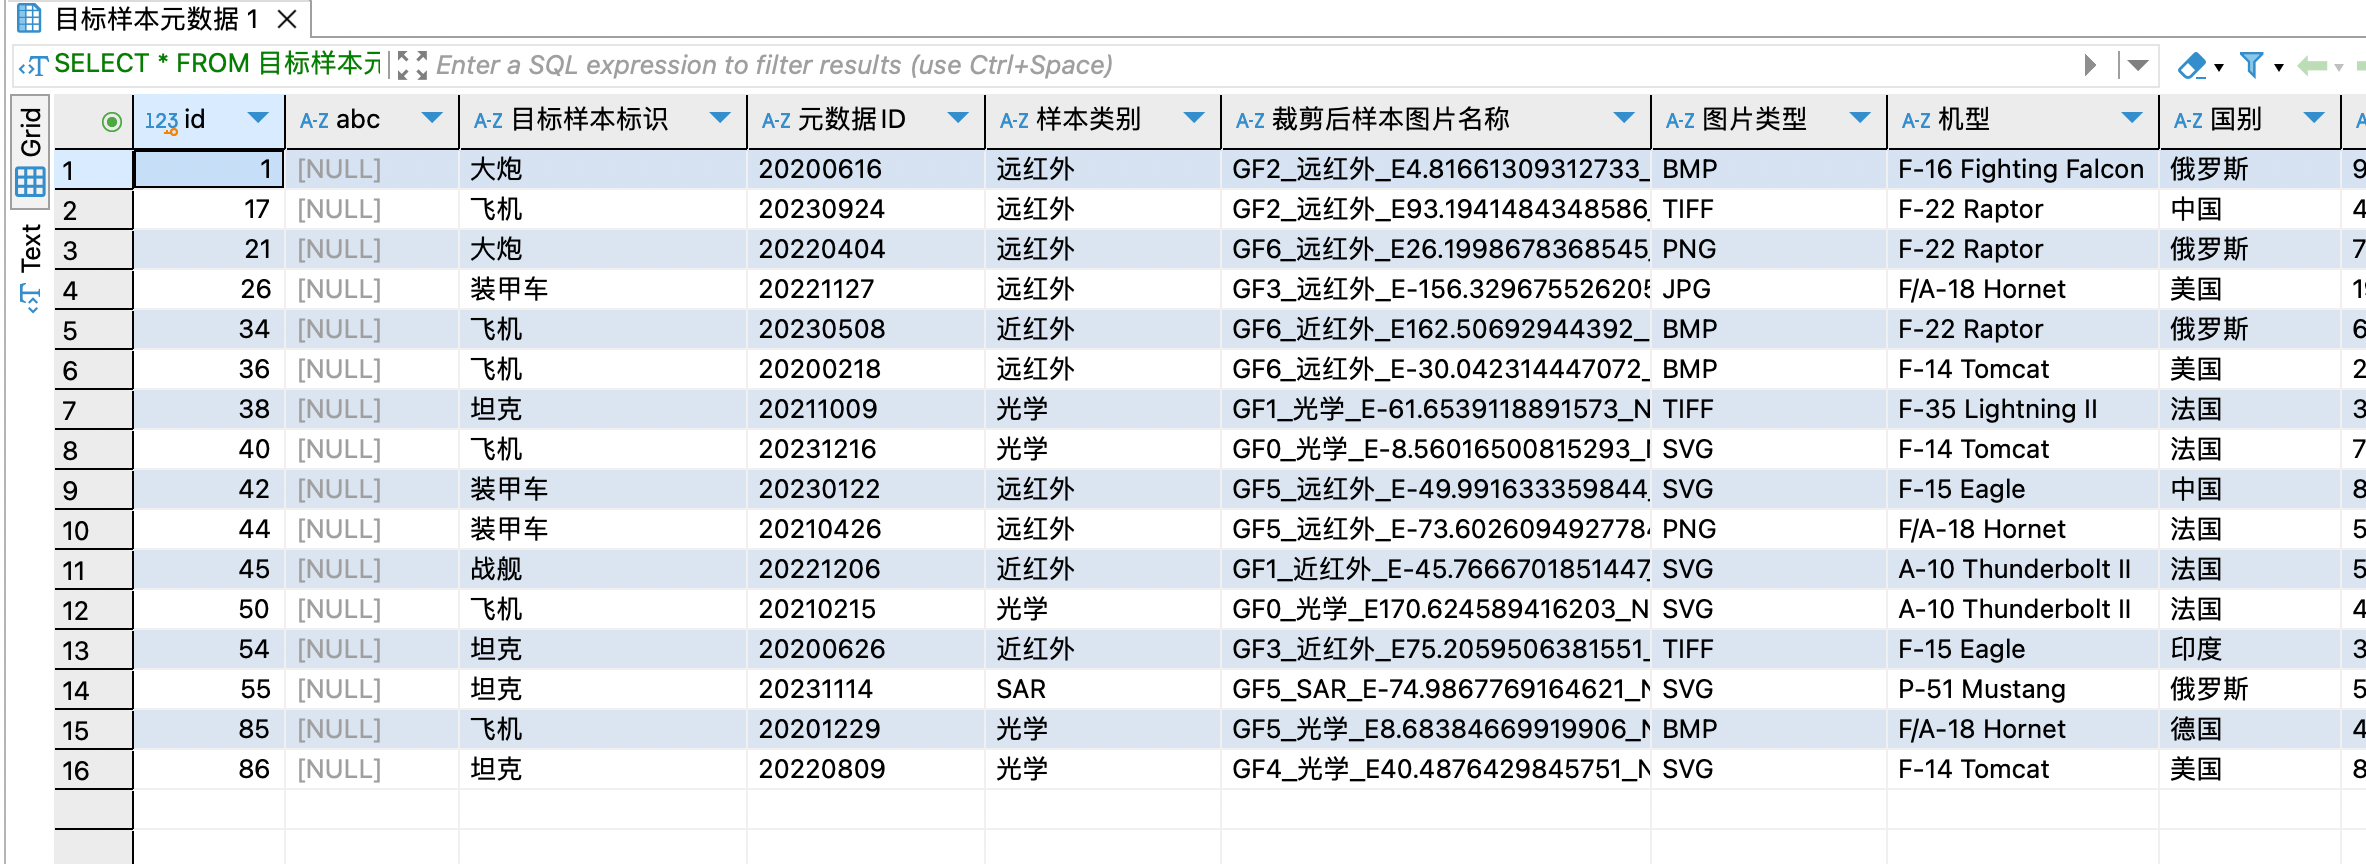 目标样本元数据 1
SELECT * FROM 目标样本元 Enter a SQL expression to filter results (use Ctrl+Space)
Grid
Text
123 id A-Z abc A-Z 目标样本标识 A-Z 元数据ID A-Z 样本类别 A-Z 裁剪后样本图片名称 A-Z 图片类型 A-Z 机型 A-Z 国别
1 1 [NULL] 大炮 20200616 远红外 GF2_远红外_E4.81661309312733_ BMP F-16 Fighting Falcon 俄罗斯 9
2 17 [NULL] 飞机 20230924 远红外 GF2_远红外_E93.1941484348586_ TIFF F-22 Raptor 中国 4
3 21 [NULL] 大炮 20220404 远红外 GF6_远红外_E26.1998678368545_ PNG F-22 Raptor 俄罗斯 7
4 26 [NULL] 装甲车 20221127 远红外 GF3_远红外_E-156.329675526205 JPG F/A-18 Hornet 美国 1
5 34 [NULL] 飞机 20230508 近红外 GF6_近红外_E162.50692944392_ BMP F-22 Raptor 俄罗斯 6
6 36 [NULL] 飞机 20200218 远红外 GF6_远红外_E-30.042314447072_ BMP F-14 Tomcat 美国 2
7 38 [NULL] 坦克 20211009 光学 GF1_光学_E-61.6539118891573_N TIFF F-35 Lightning II 法国 3
8 40 [NULL] 飞机 20231216 光学 GF0_光学_E-8.56016500815293_ SVG F-14 Tomcat 法国 7
9 42 [NULL] 装甲车 20230122 远红外 GF5_远红外_E-49.991633359844_ SVG F-15 Eagle 中国 8
10 44 [NULL] 装甲车 20210426 远红外 GF5_远红外_E-73.6026094927784 PNG F/A-18 Hornet 法国 5
11 45 [NULL] 战舰 20221206 近红外 GF1_近红外_E-45.7666701851447_ SVG A-10 Thunderbolt II 法国 5
12 50 [NULL] 飞机 20210215 光学 GF0_光学_E170.624589416203_N SVG A-10 Thunderbolt II 法国 4
13 54 [NULL] 坦克 20200626 近红外 GF3_近红外_E75.2059506381551_ TIFF F-15 Eagle 印度 3
14 55 [NULL] 坦克 20231114 SAR GF5_SAR_E-74.9867769164621_N SVG P-51 Mustang 俄罗斯 5
15 85 [NULL] 飞机 20201229 光学 GF5_光学_E8.68384669919906_N BMP F/A-18 Hornet 德国 4
16 86 [NULL] 坦克 20220809 光学 GF4_光学_E40.4876429845751_N SVG F-14 Tomcat 美国 8